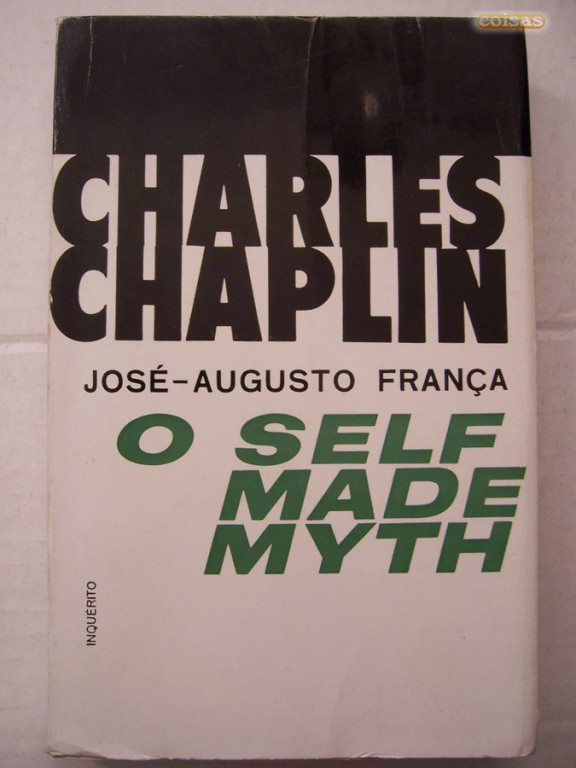 coisas
CHARLES
CHAPLIN
JOSÉ-AUGUSTO FRANÇA
O SELF
MADE
MYTH
INQUÉRITO